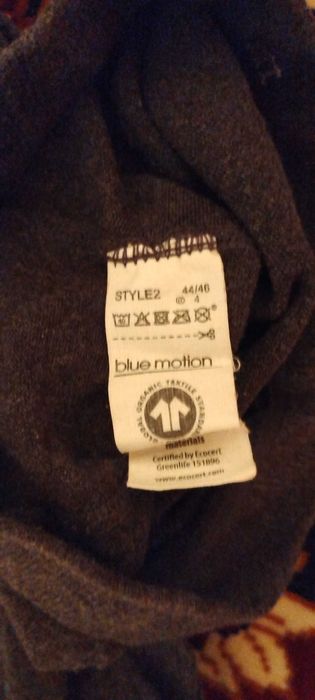 STYLE2 44/46
© 4
blue motion
GLOBAL ORGANIC TEXTILE STANDARD
materials
Certified by Ecocert
Greenlife 151896
www.ecocert.com